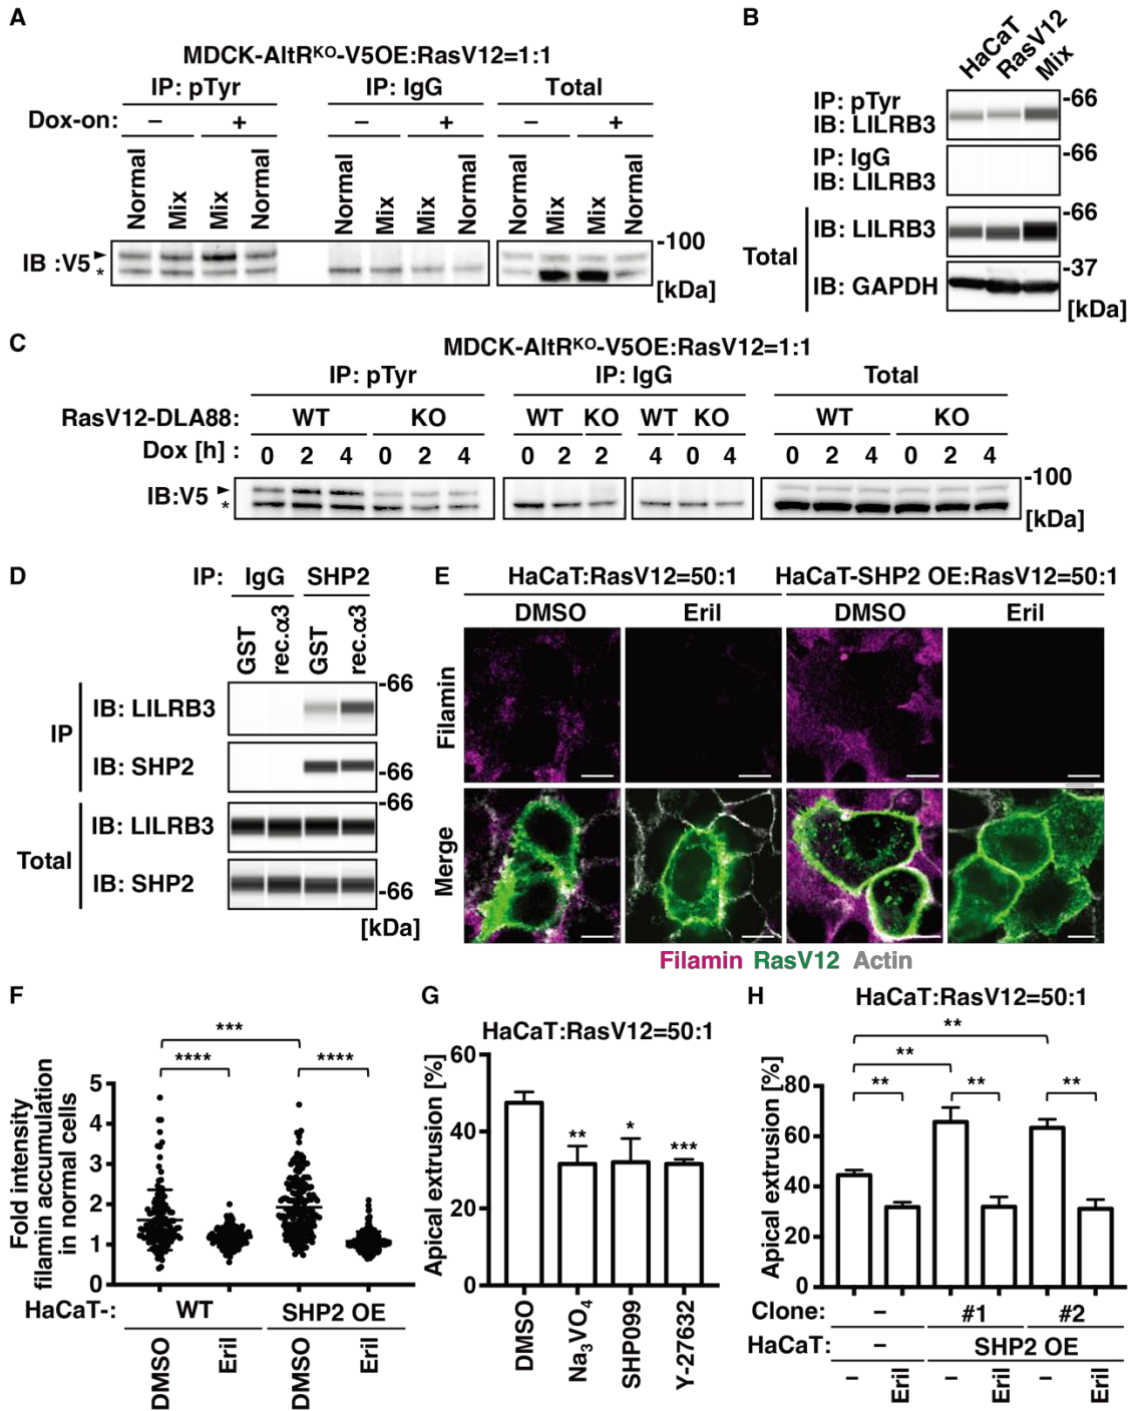 A
MDCK-AltRKO-V5OE:RasV12=1:1
IP: pTyr IP: IgG Total
Dox-on: − + − + − +
Normal Mix Mix Normal Normal Mix Mix Normal Normal Mix Mix Normal
IB :V5 ► *
-100
[kDa]
B
HaCaT RasV12 Mix
IP: pTyr
IB: LILRB3
-66
IP: IgG
IB: LILRB3
-66
Total
IB: LILRB3
-66
IB: GAPDH
-37
[kDa]
C
MDCK-AltRKO-V5OE:RasV12=1:1
IP: pTyr IP: IgG Total
RasV12-DLA88: WT KO WT KO WT KO WT KO
Dox [h] : 0 2 4 0 2 4 0 2 2 4 0 4 0 2 4 0 2 4
IB:V5 ► *
-100
[kDa]
D
IP: IgG SHP2
GST rec.α3 GST rec.α3
IP
IB: LILRB3
-66
IB: SHP2
-66
Total
IB: LILRB3
-66
IB: SHP2
-66
[kDa]
E
HaCaT:RasV12=50:1 HaCaT-SHP2 OE:RasV12=50:1
DMSO Eril DMSO Eril
Filamin
Merge
Filamin RasV12 Actin
F
***
**** ****
Fold intensity
filamin accumulation
in normal cells
5
4
3
2
1
0
HaCaT-: WT SHP2 OE
DMSO Eril DMSO Eril
G
HaCaT:RasV12=50:1
Apical extrusion [%]
60
40
20
0
** * ***
DMSO Na3VO4 SHP099 Y-27632
H
HaCaT:RasV12=50:1
**
**
** ** **
Apical extrusion [%]
80
60
40
20
0
Clone: − #1 #2
HaCaT: − SHP2 OE
− Eril − Eril − Eril